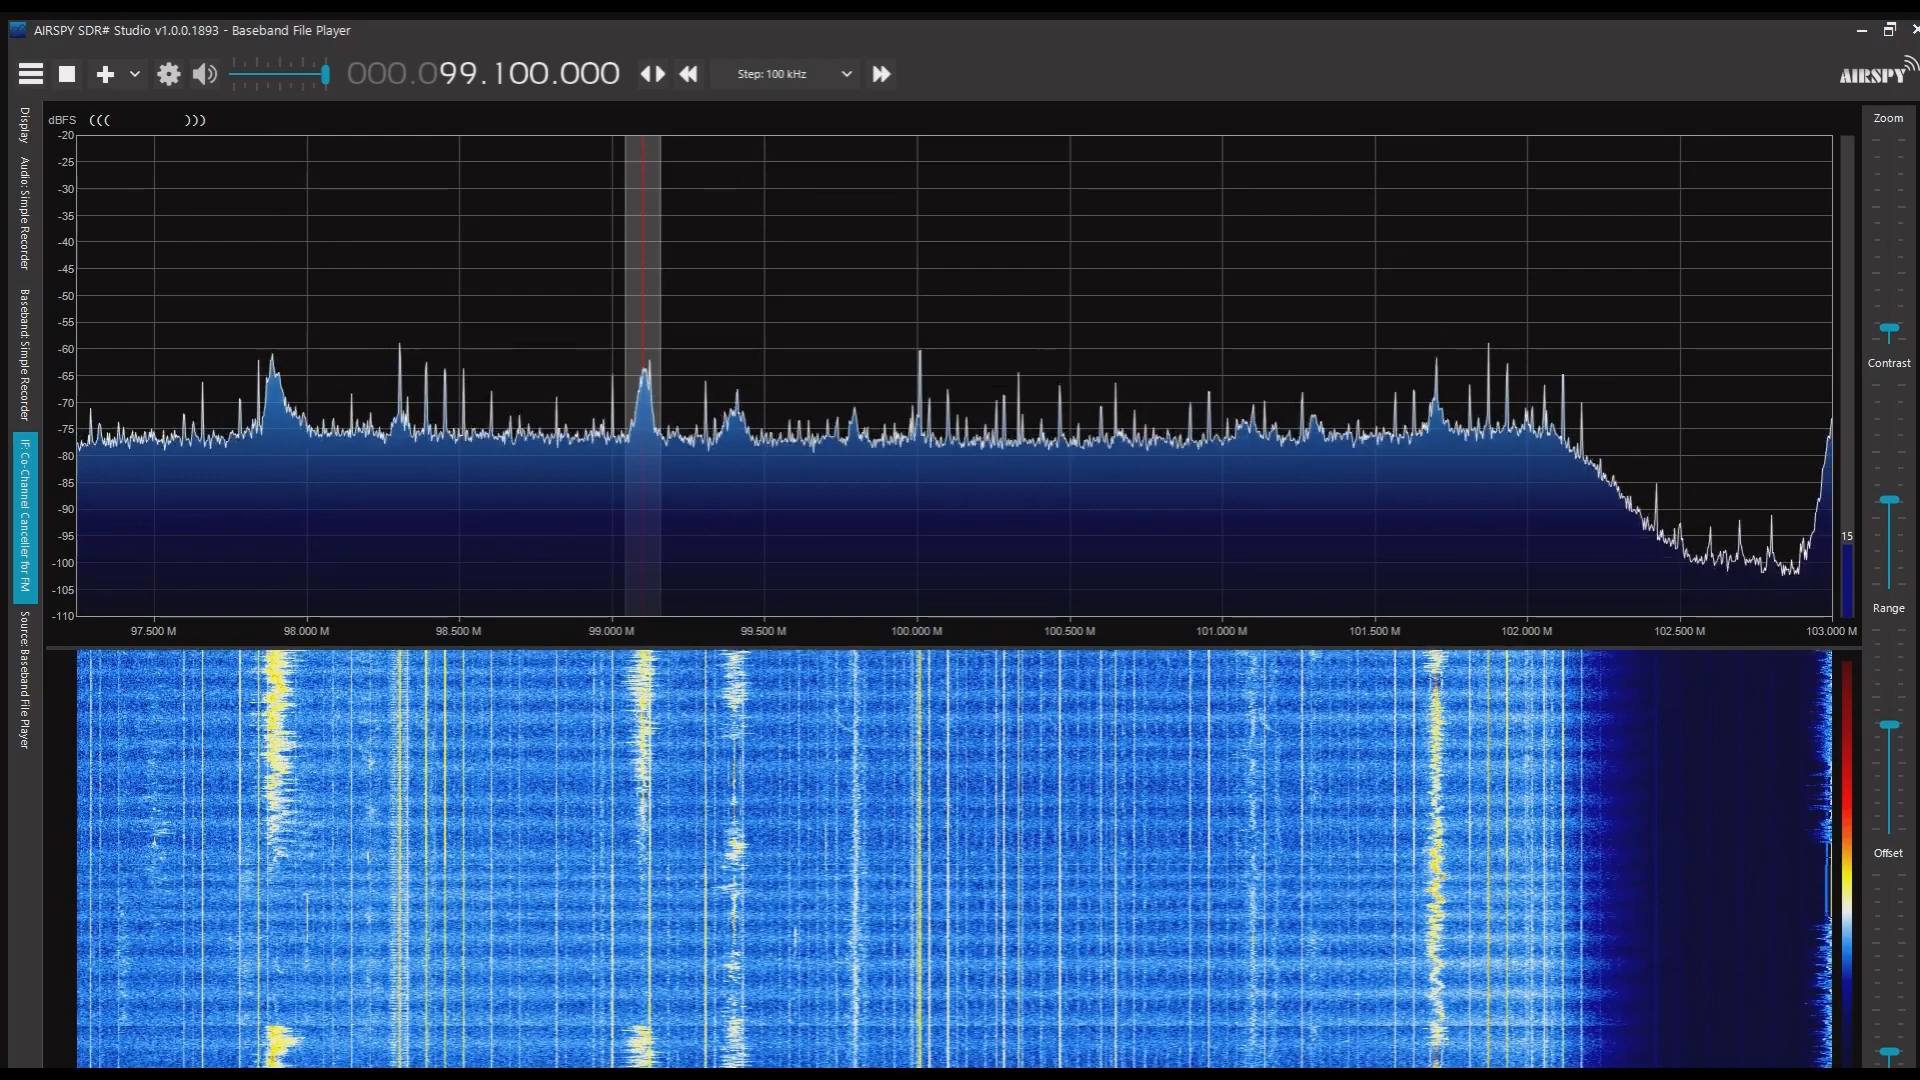 AIRSPY SDR# Studio v1.0.0.1893 - Baseband File Player
000.099.100.000
Step: 100 kHz
AIRSPY
Display
Audio: Simple Recorder
Baseband: Simple Recorder
IF: Co-Channel Canceller for FM
Source: Baseband File Player
dBFS ((( )))
-20
-25
-30
-35
-40
-45
-50
-55
-60
-65
-70
-75
-80
-85
-90
-95
-100
-105
-110
97.500 M 98.000 M 98.500 M 99.000 M 99.500 M 100.000 M 100.500 M 101.000 M 101.500 M 102.000 M 102.500 M 103.000 M
15
Zoom
Contrast
Range
Offset